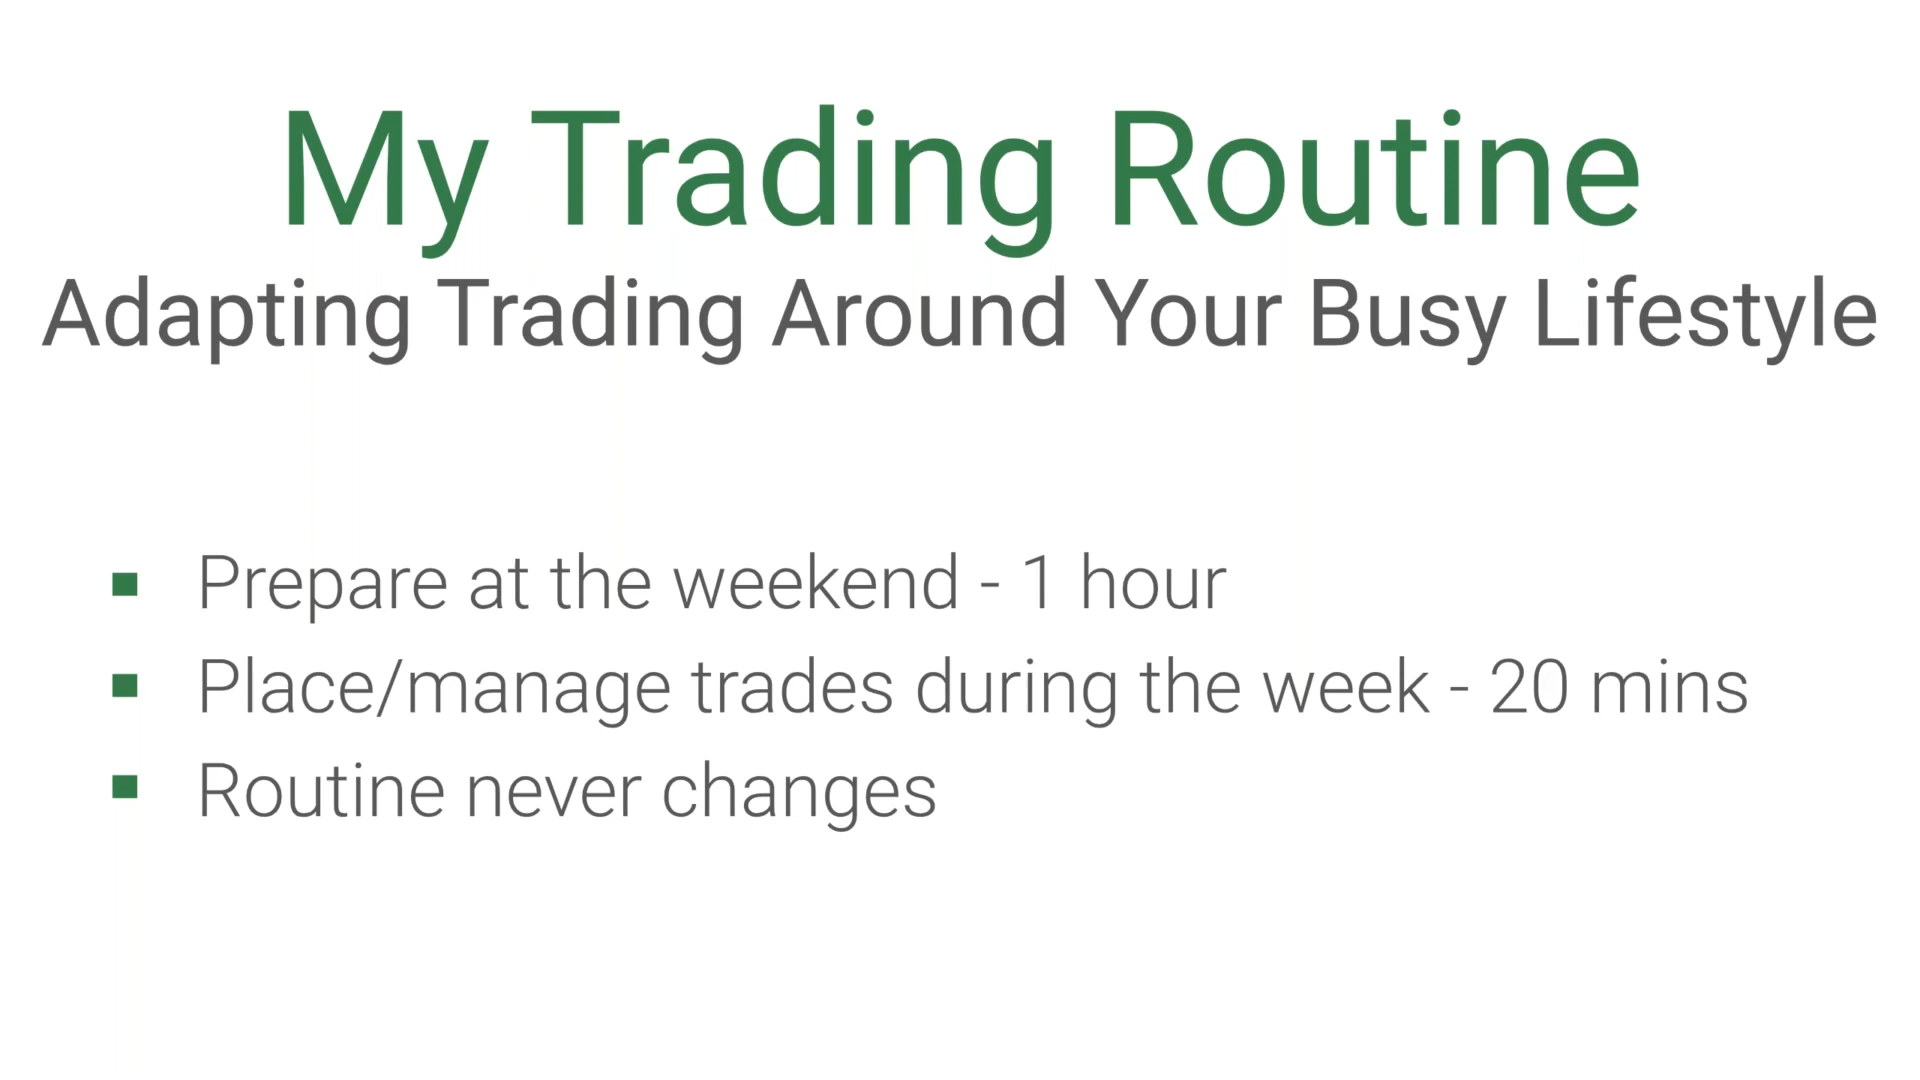 My Trading Routine
Adapting Trading Around Your Busy Lifestyle
Prepare at the weekend - 1 hour
Place/manage trades during the week - 20 mins
Routine never changes